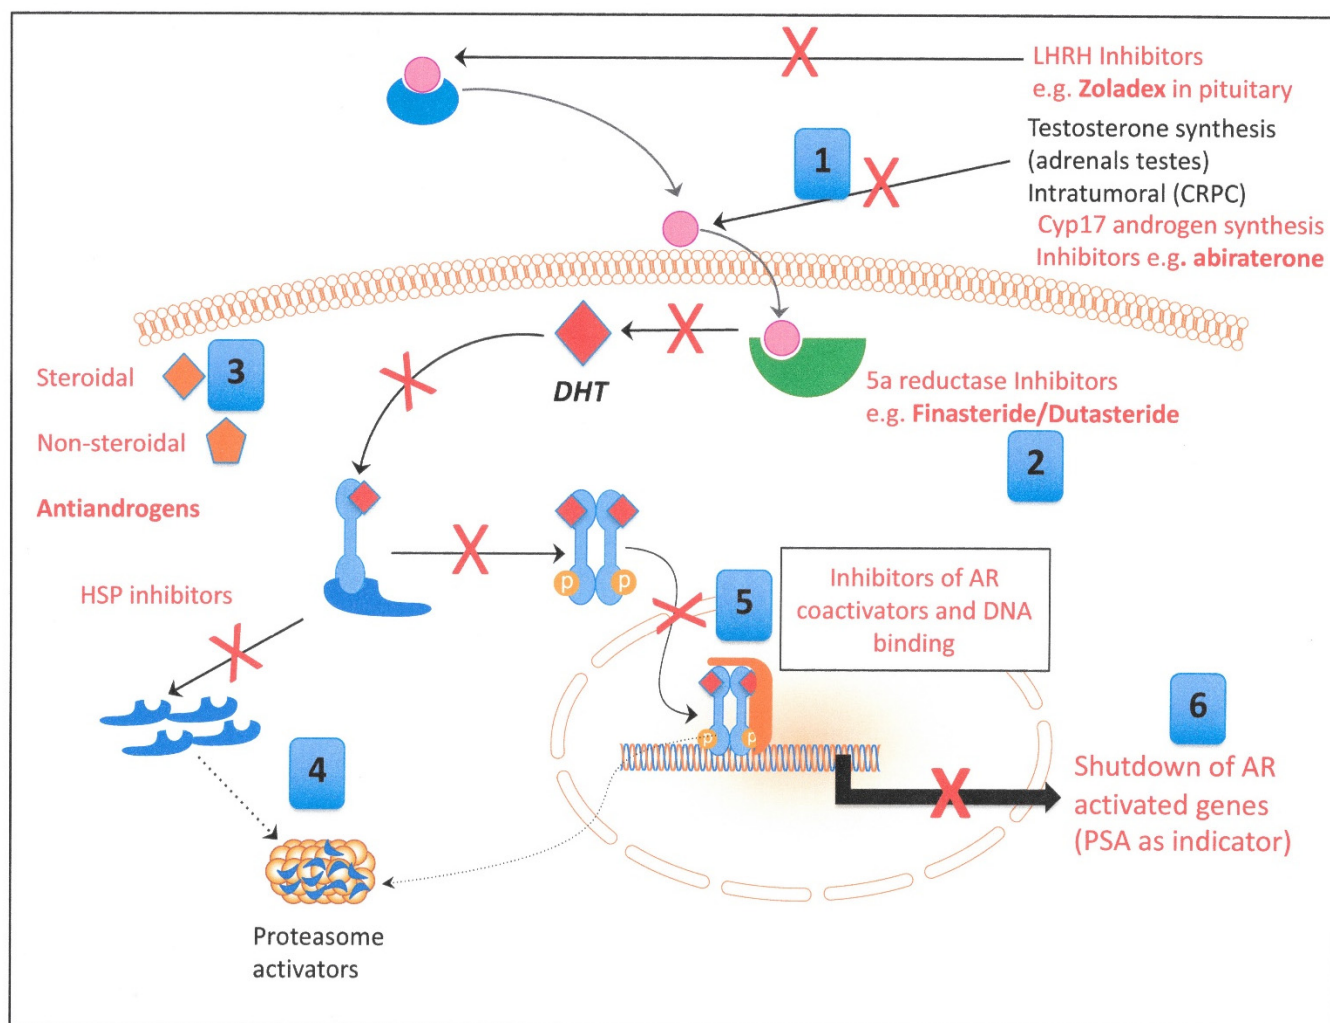 LHRH Inhibitors
e.g. Zoladex in pituitary
1
Testosterone synthesis
(adrenals testes)
Intratumoral (CRPC)
Cyp17 androgen synthesis
Inhibitors e.g. abiraterone
Steroidal
3
DHT
5a reductase Inhibitors
e.g. Finasteride/Dutasteride
Non-steroidal
2
Antiandrogens
HSP inhibitors
p p
5
Inhibitors of AR
coactivators and DNA
binding
p p
6
Shutdown of AR
activated genes
(PSA as indicator)
4
Proteasome
activators